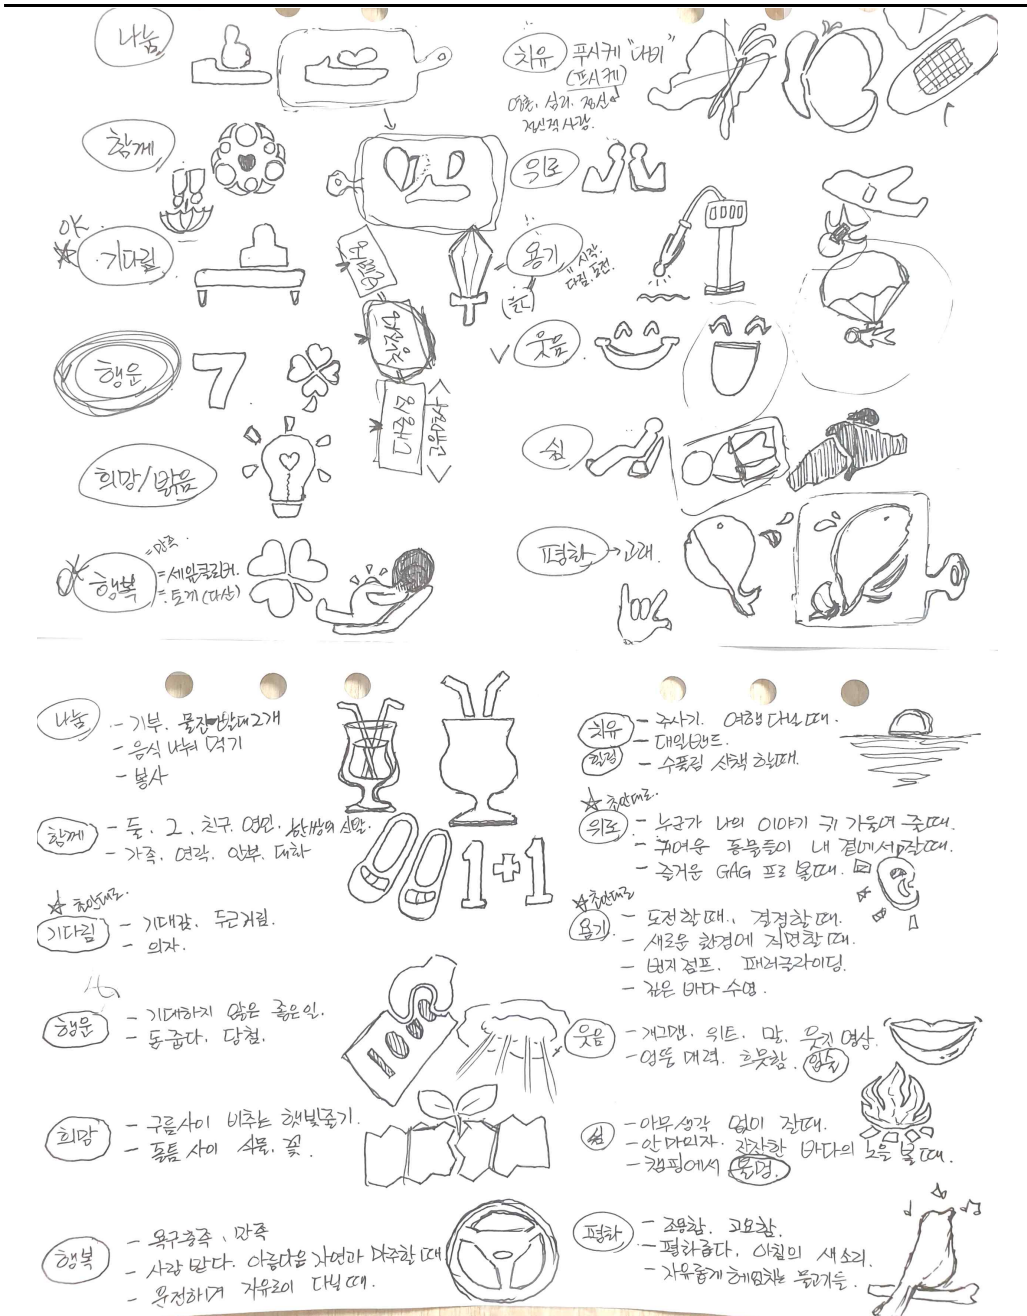 나눔
함께
OK
기다림
행운
7
희망/밝음
행복
= 만족.
= 세잎클로버.
= 토끼(다산)
치유 푸시케 "나비"
(프시케)
영혼. 심리. 정신
정신적 사랑.
위로
용기
= 시작.
다짐. 도전.
웃음
쉼
평화 → 고래.
나눔
- 기부. 물잔 빨대 2개
- 음식 나눠 먹기
- 봉사
함께
- 둘. 2. 친구. 연인. 한쌍의 신발.
- 가족. 연락. 안부. 대화
1+1
초안대로.
기다림
- 기대감. 두근거림.
- 의자.
행운
- 기대하지 않은 좋은일.
- 돈줍다. 당첨.
희망
- 구름사이 비추는 햇빛줄기.
- 돌틈 사이 식물. 꽃.
행복
- 욕구충족. 만족
- 사랑 받다. 아름다운 자연과 마주할때
- 운전하며 자유로이 다닐때.
치유
힐링
- 주사기. 여행 다닐때.
- 대일밴드.
- 수풀림 산책 할때.
초안대로.
위로
- 누군가 나의 이야기 귀 기울여 줄때.
- 귀여운 동물들이 내 곁에서 잘때.
- 즐거운 GAG 프로 볼때.
초안대로
용기
- 도전할때. 결정할때.
- 새로운 환경에 직면할때.
- 번지점프. 패러글라이딩.
- 깊은 바다 수영.
웃음
- 개그맨. 위트. 말. 웃긴 영상.
- 엉뚱 매력. 흐뭇함. 입술
쉼
- 아무생각 없이 잘때.
- 안마의자. 잔잔한 바다의 노을 볼때.
- 캠핑에서 불멍.
평화
- 조용함. 고요함.
- 평화롭다. 아침의 새소리.
- 자유롭게 헤엄치는 물고기들.